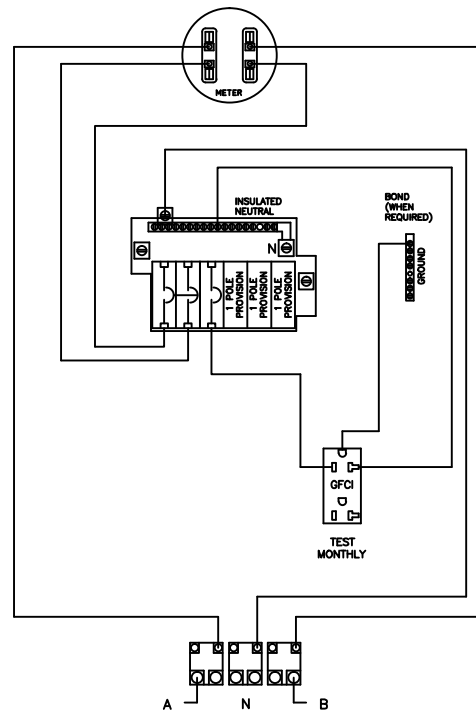 METER
INSULATED
NEUTRAL
BOND
(WHEN
REQUIRED)
N
GROUND
1 POLE
PROVISION
1 POLE
PROVISION
1 POLE
PROVISION
GFCI
TEST
MONTHLY
A
N
B